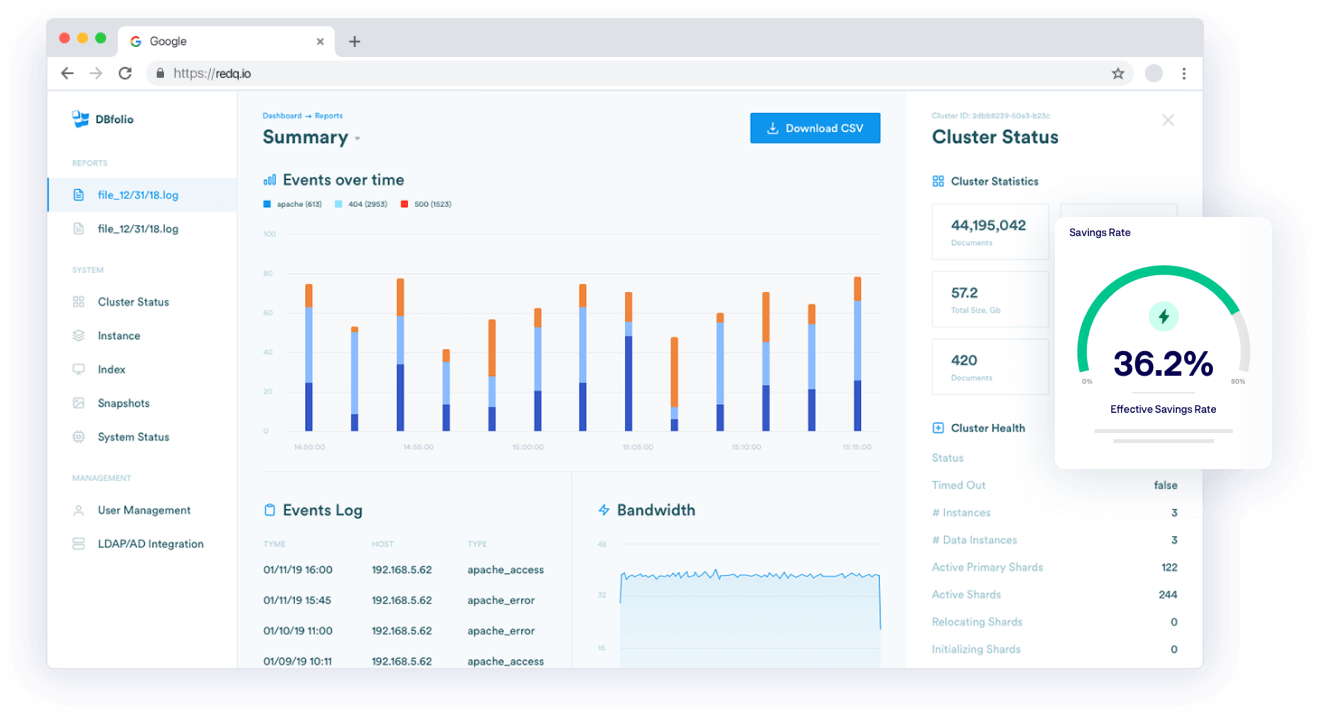 Google
https://redq.io
DBfolio
REPORTS
file_12/31/18.log
file_12/31/18.log
SYSTEM
Cluster Status
Instance
Index
Snapshots
System Status
MANAGEMENT
User Management
LDAP/AD Integration
Dashboard → Reports
Summary
Download CSV
Events over time
apache (613) 404 (2953) 500 (1523)
100
80
60
40
20
0
14:50:00 14:55:00 15:00:00 15:05:00 15:10:00 15:15:00
Events Log
TYME HOST TYPE
01/11/19 16:00 192.168.5.62 apache_access
01/11/19 15:45 192.168.5.62 apache_error
01/10/19 11:00 192.168.5.62 apache_error
01/09/19 10:11 192.168.5.62 apache_access
Bandwidth
48
32
16
Cluster ID: 2dbb8239-50a3-b23c
Cluster Status
Cluster Statistics
44,195,042
Documents
57.2
Total Size, Gb
420
Documents
Cluster Health
Status
Timed Out false
# Instances 3
# Data Instances 3
Active Primary Shards 122
Active Shards 244
Relocating Shards 0
Initializing Shards 0
Savings Rate
36.2%
0% 60%
Effective Savings Rate